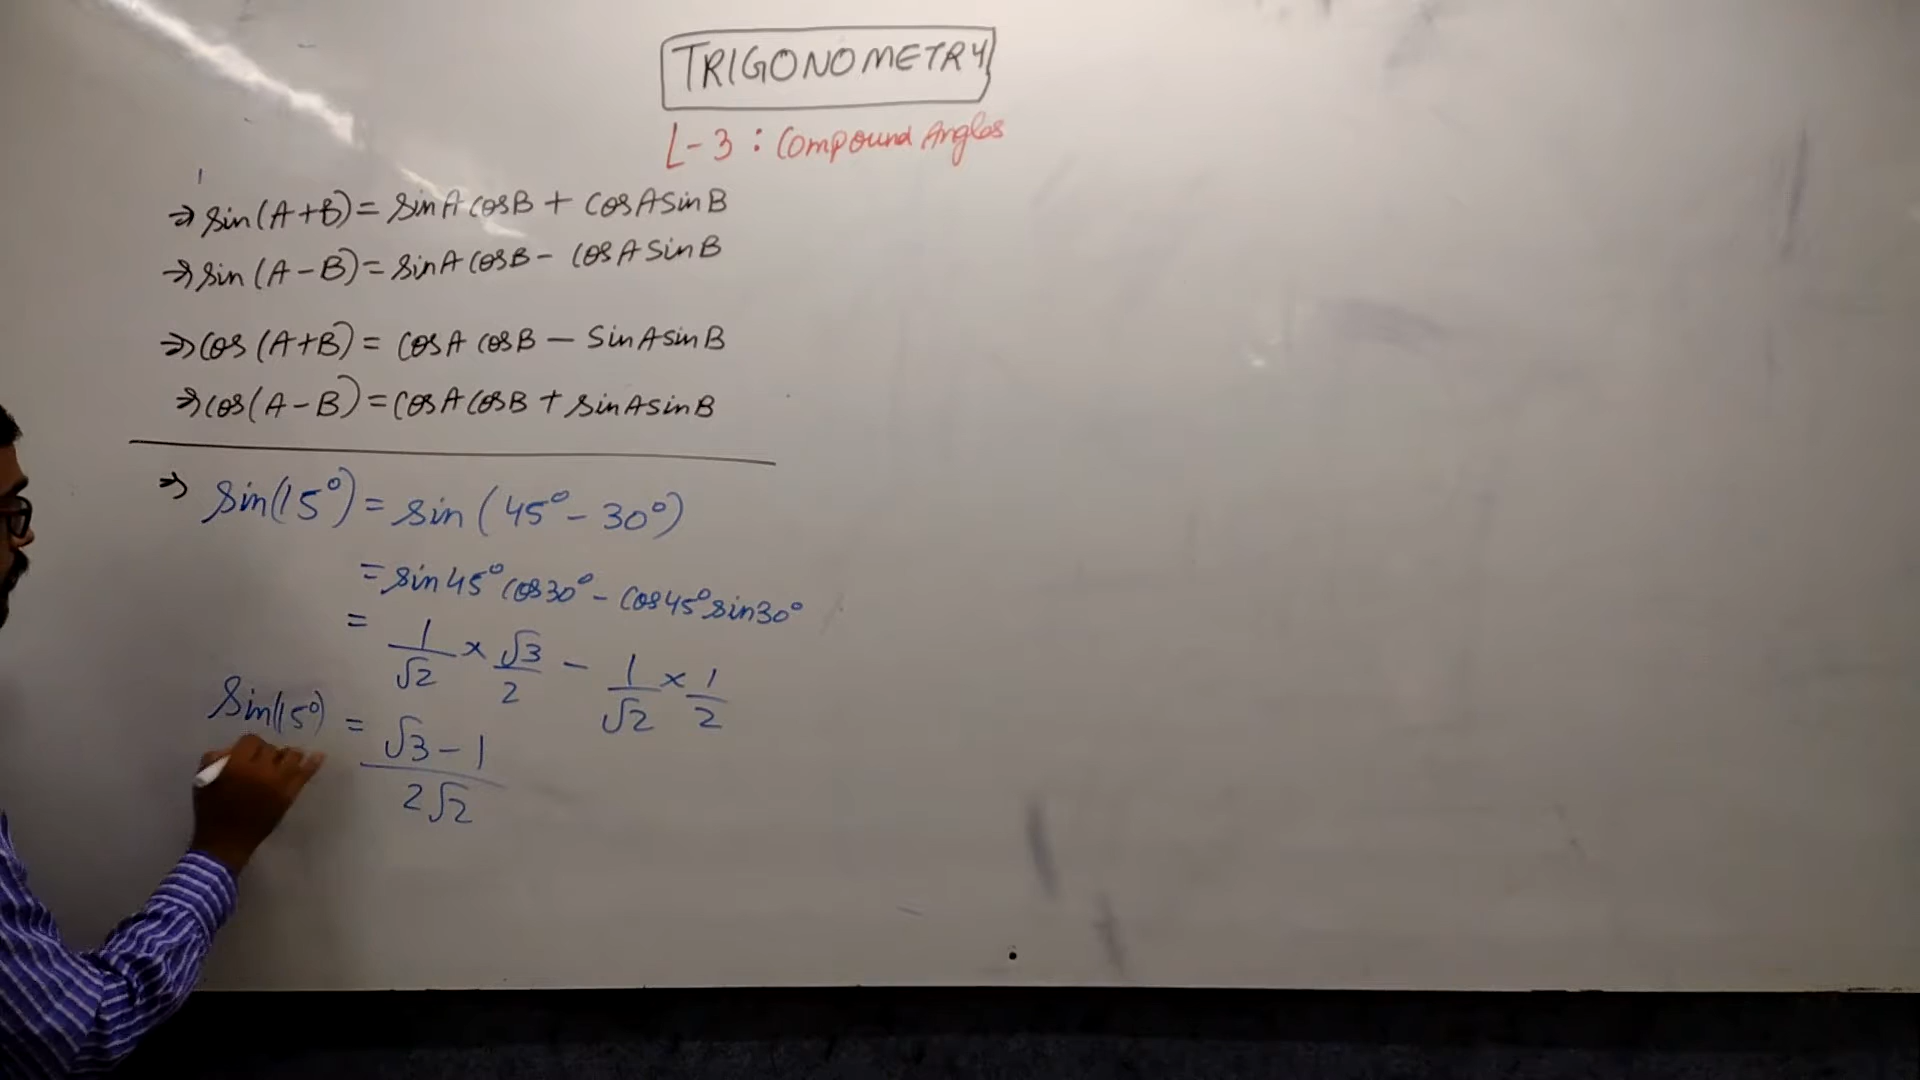 TRIGONOMETRY
L-3 : Compound Angles
⇒ sin(A+B) = sinA cosB + cosA sinB
⇒ sin(A-B) = sinA cosB - cosA sinB
⇒ cos(A+B) = cosA cosB - sinA sinB
⇒ cos(A-B) = cosA cosB + sinA sinB
⇒ sin(15°) = sin(45° - 30°)
= sin45° cos30° - cos45° sin30°
= 1/√2 × √3/2 - 1/√2 × 1/2
sin(15°) = √3-1/2√2